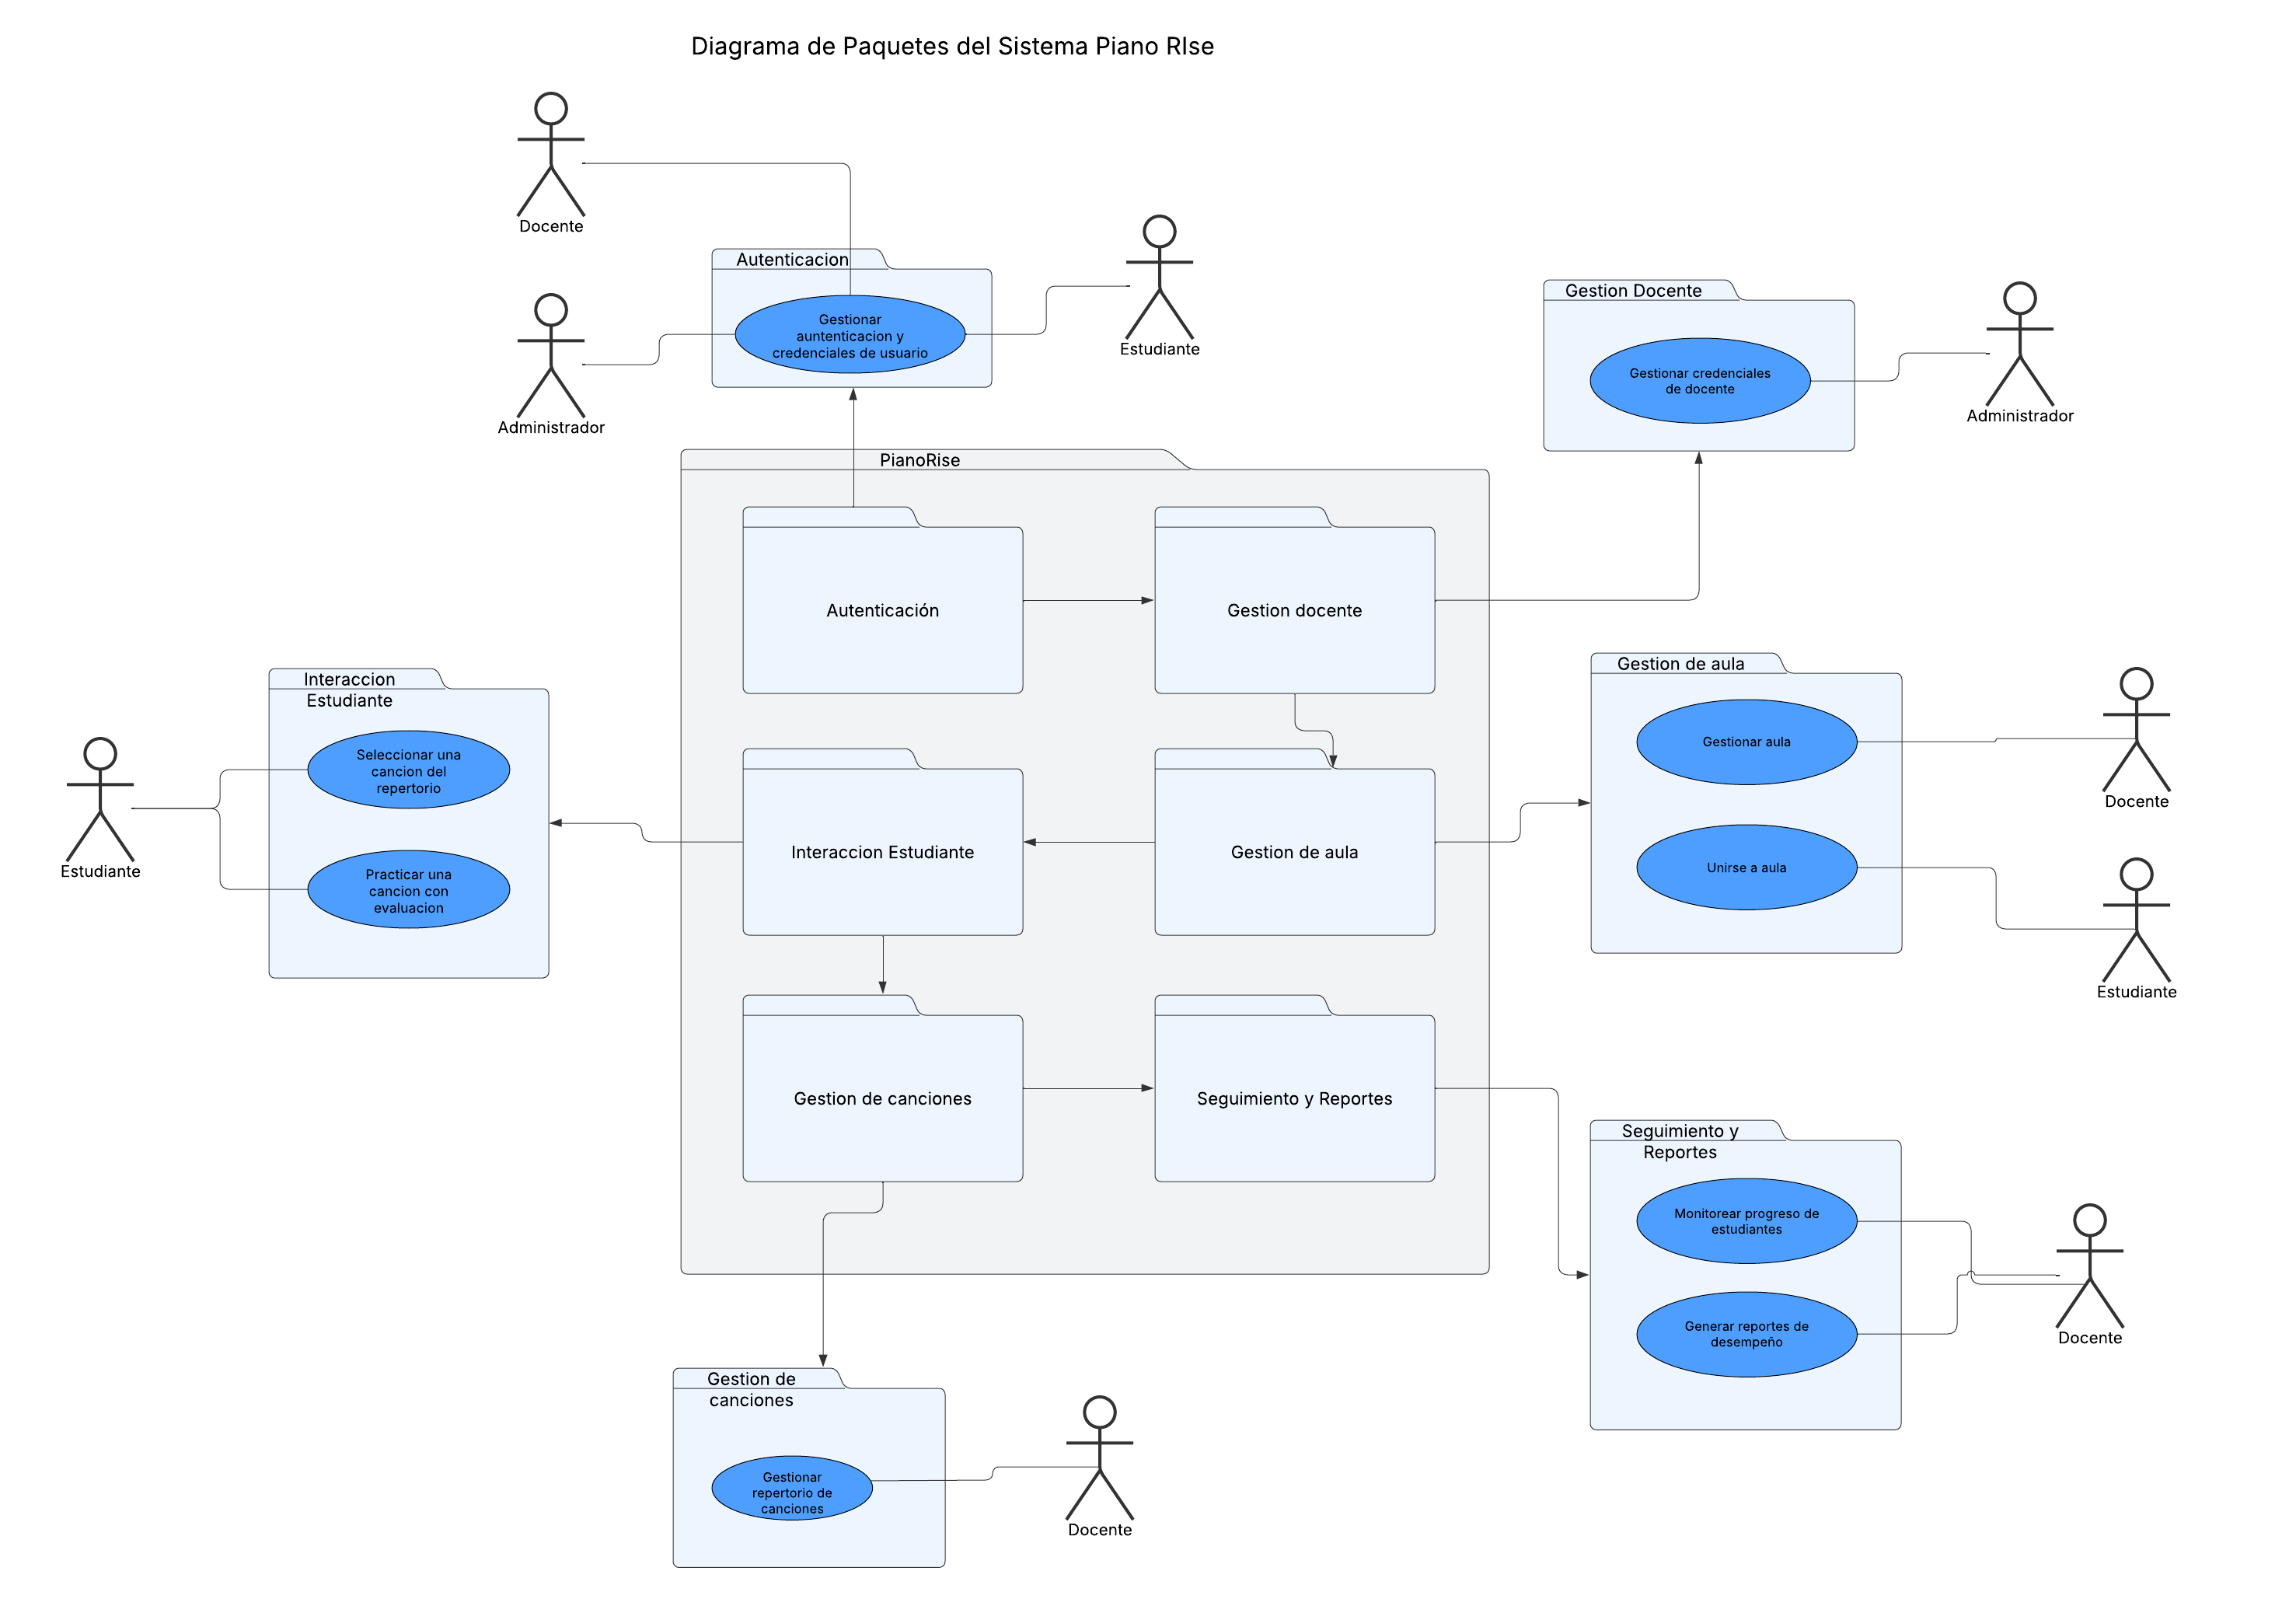 Diagrama de Paquetes del Sistema Piano RIse
Docente
Autenticacion
Gestionar
auntenticacion y
credenciales de usuario
Estudiante
Administrador
Gestion Docente
Gestionar credenciales
de docente
Administrador
PianoRise
Autenticación
Gestion docente
Interaccion
Estudiante
Seleccionar una
cancion del
repertorio
Practicar una
cancion con
evaluacion
Estudiante
Interaccion Estudiante
Gestion de aula
Gestion de aula
Gestionar aula
Unirse a aula
Docente
Estudiante
Gestion de canciones
Seguimiento y Reportes
Seguimiento y
Reportes
Monitorear progreso de
estudiantes
Generar reportes de
desempeño
Docente
Gestion de
canciones
Gestionar
repertorio de
canciones
Docente